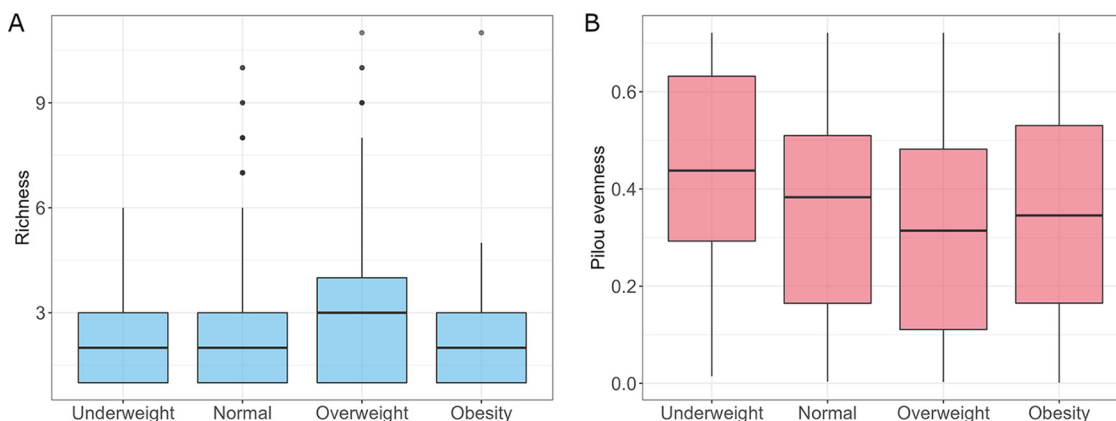 A
Richness
9
6
3
Underweight Normal Overweight Obesity
B
Pilou evenness
0.6
0.4
0.2
0.0
Underweight Normal Overweight Obesity